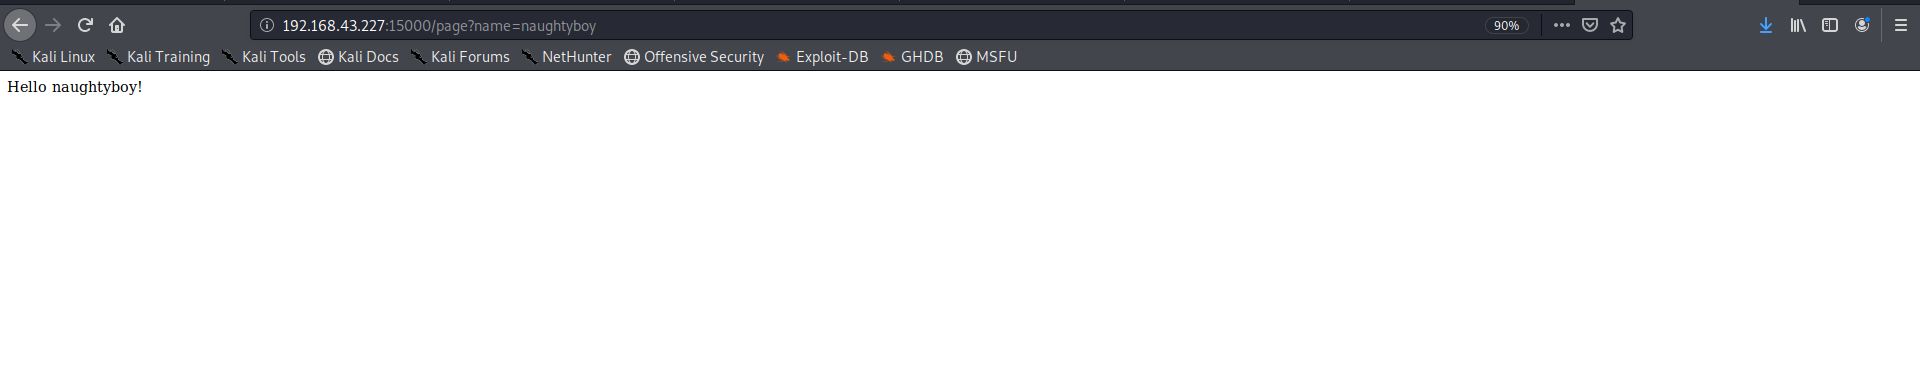 192.168.43.227:15000/page?name=naughtyboy 90%
Kali Linux Kali Training Kali Tools Kali Docs Kali Forums NetHunter Offensive Security Exploit-DB GHDB MSFU
Hello naughtyboy!